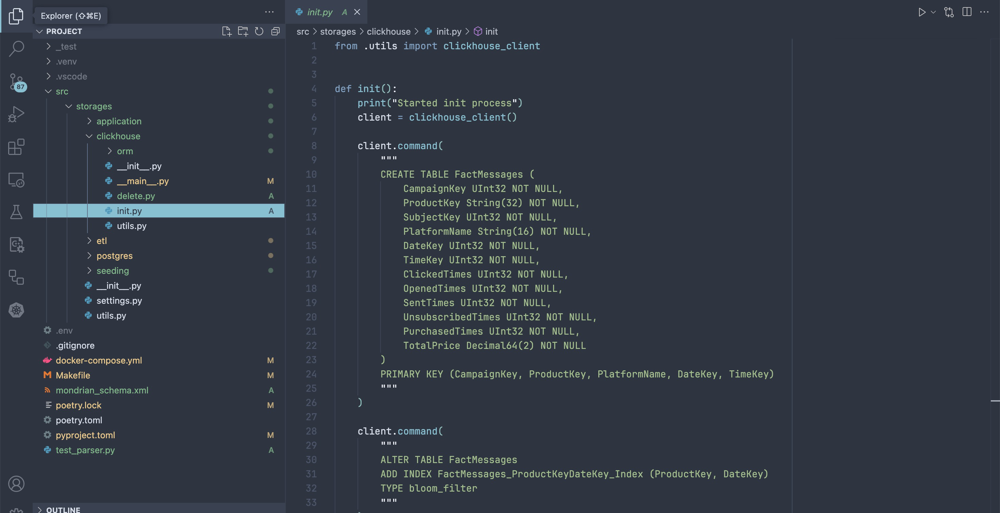 Explorer (⇧⌘E)
···
PROJECT
_test
.venv
.vscode
87
src
storages
application
clickhouse
orm
__init__.py
__main__.py M
delete.py A
init.py A
utils.py
etl
postgres
seeding
__init__.py
settings.py
utils.py
.env
.gitignore
docker-compose.yml M
Makefile M
mondrian_schema.xml A
poetry.lock M
poetry.toml
pyproject.toml M
test_parser.py A
OUTLINE
init.py A
src > storages > clickhouse > init.py > init
1 from .utils import clickhouse_client
2
3
4 def init():
5     print("Started init process")
6     client = clickhouse_client()
7
8     client.command(
9         """
10         CREATE TABLE FactMessages (
11             CampaignKey UInt32 NOT NULL,
12             ProductKey String(32) NOT NULL,
13             SubjectKey UInt32 NOT NULL,
14             PlatformName String(16) NOT NULL,
15             DateKey UInt32 NOT NULL,
16             TimeKey UInt32 NOT NULL,
17             ClickedTimes UInt32 NOT NULL,
18             OpenedTimes UInt32 NOT NULL,
19             SentTimes UInt32 NOT NULL,
20             UnsubscribedTimes UInt32 NOT NULL,
21             PurchasedTimes UInt32 NOT NULL,
22             TotalPrice Decimal64(2) NOT NULL
23         )
24         PRIMARY KEY (CampaignKey, ProductKey, PlatformName, DateKey, TimeKey)
25         """
26     )
27
28     client.command(
29         """
30         ALTER TABLE FactMessages
31         ADD INDEX FactMessages_ProductKeyDateKey_Index (ProductKey, DateKey)
32         TYPE bloom_filter
33         """